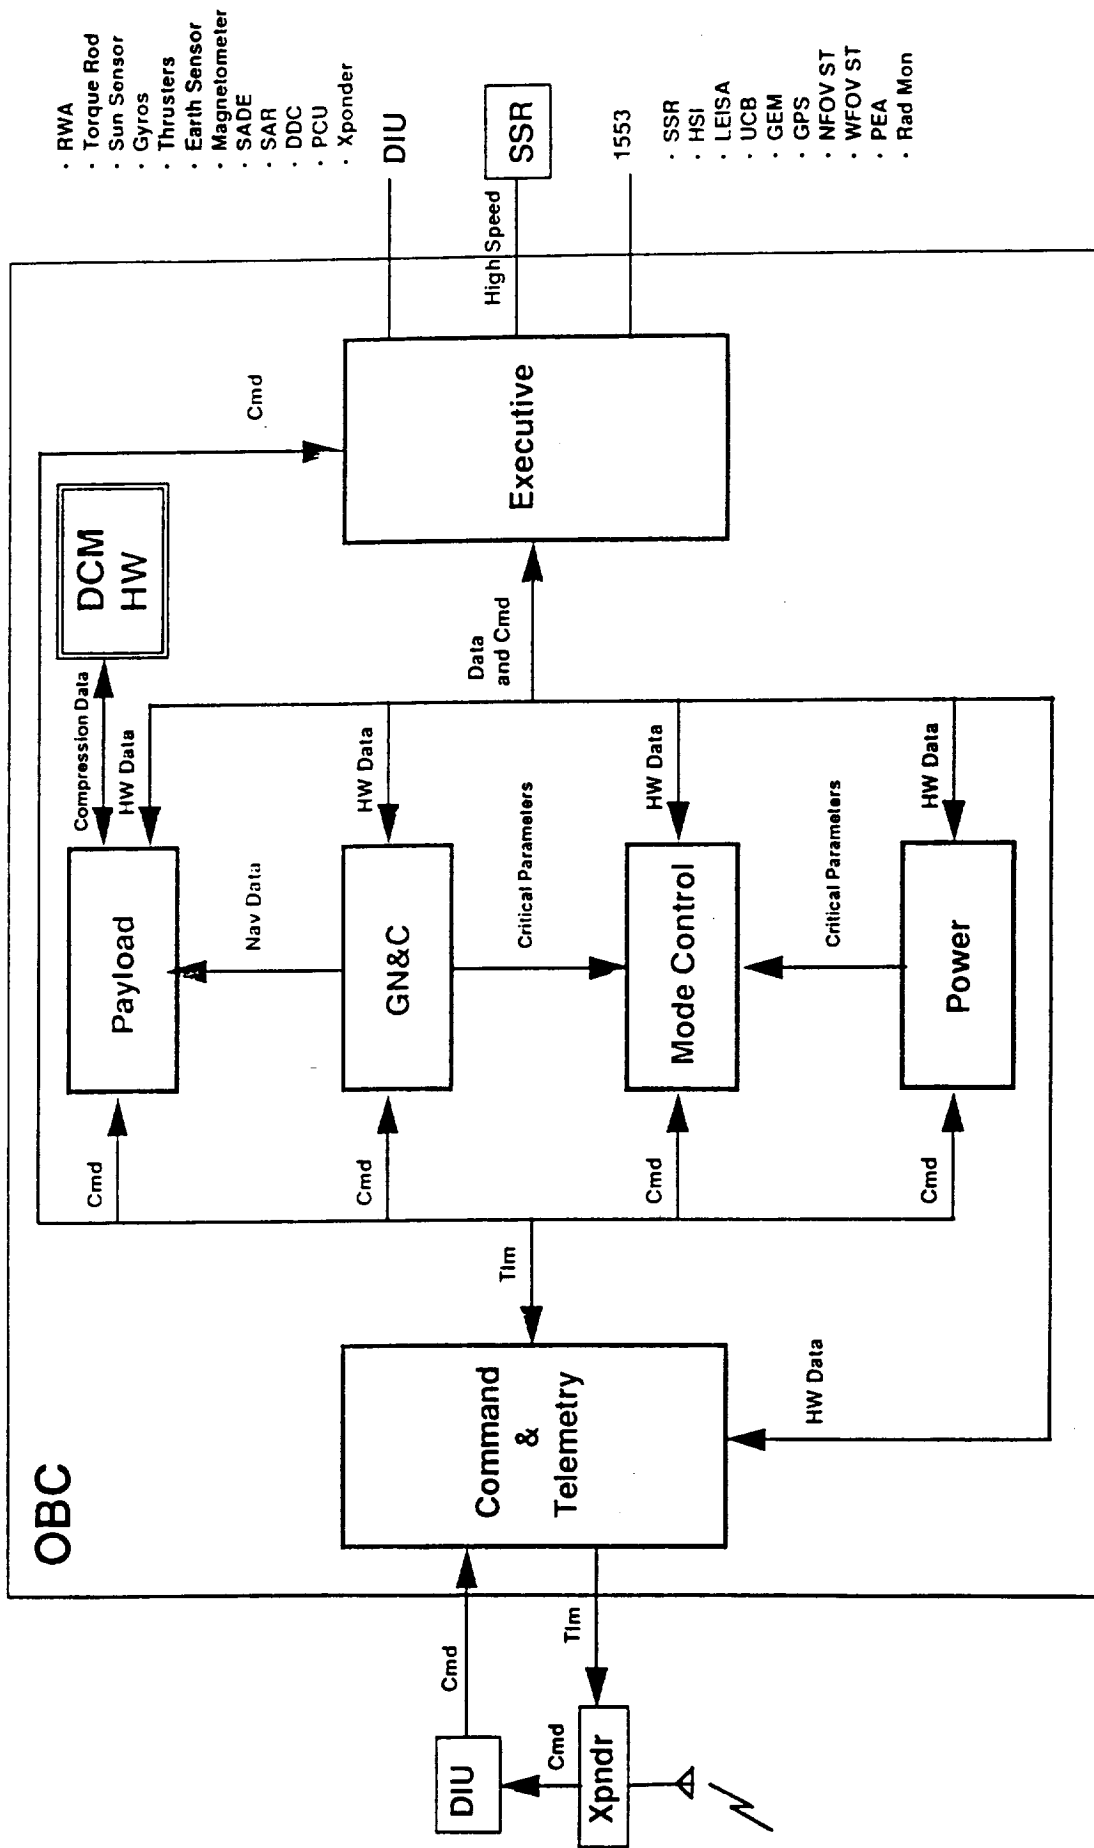 OBC
DIU
Cmd
Cmd
Xpndr
Tlm
Command
&
Telemetry
HW Data
Tlm
Cmd
Cmd
Cmd
Cmd
Payload
Nav Data
GN&C
Critical Parameters
Mode Control
Critical Parameters
Power
Compression Data
HW Data
HW Data
HW Data
HW Data
DCM
HW
Data
and Cmd
Cmd
Executive
High Speed
DIU
SSR
1553
· RWA
· Torque Rod
· Sun Sensor
· Gyros
· Thrusters
· Earth Sensor
· Magnetometer
· SADE
· SAR
· DDC
· PCU
· Xponder
· SSR
· HSI
· LEISA
· UCB
· GEM
· GPS
· NFOV ST
· WFOV ST
· PEA
· Rad Mon